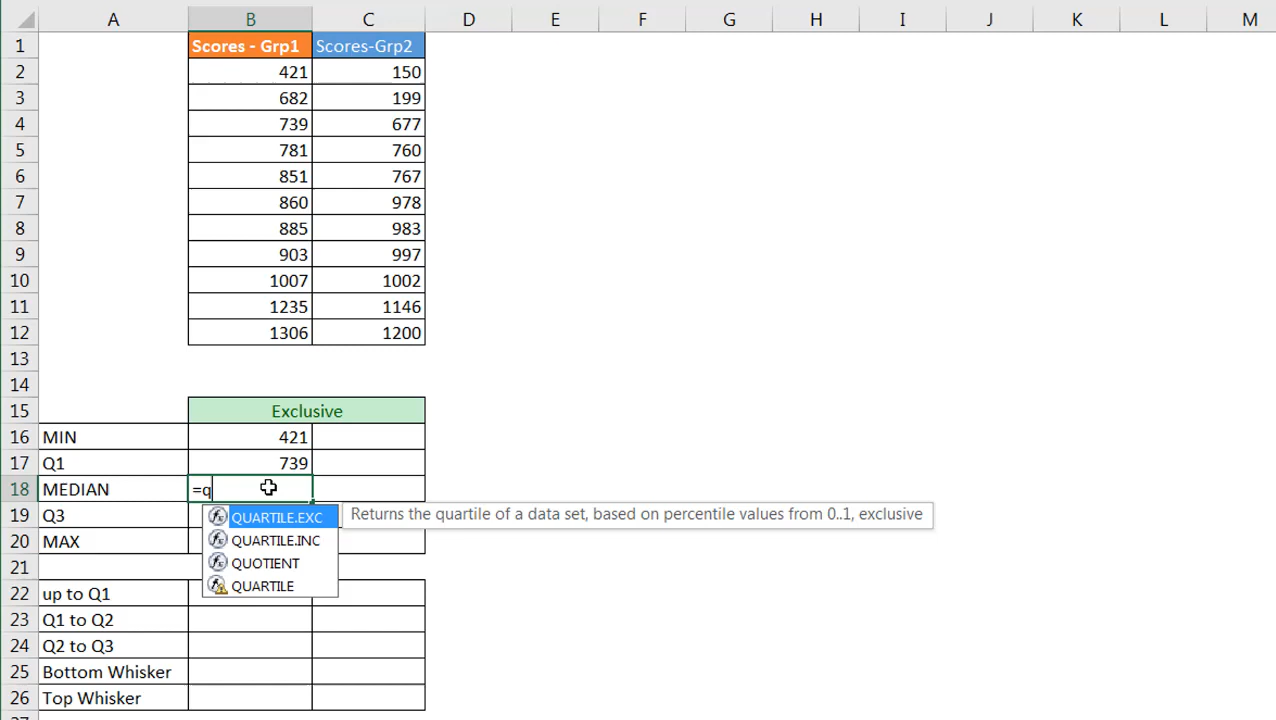 A B C D E F G H I J K L M
1 Scores - Grp1 Scores-Grp2
2 421 150
3 682 199
4 739 677
5 781 760
6 851 767
7 860 978
8 885 983
9 903 997
10 1007 1002
11 1235 1146
12 1306 1200
13
14
15 Exclusive
16 MIN 421
17 Q1 739
18 MEDIAN =q
19 Q3
20 MAX
QUARTILE.EXC Returns the quartile of a data set, based on percentile values from 0..1, exclusive
QUARTILE.INC
QUOTIENT
QUARTILE
21
22 up to Q1
23 Q1 to Q2
24 Q2 to Q3
25 Bottom Whisker
26 Top Whisker